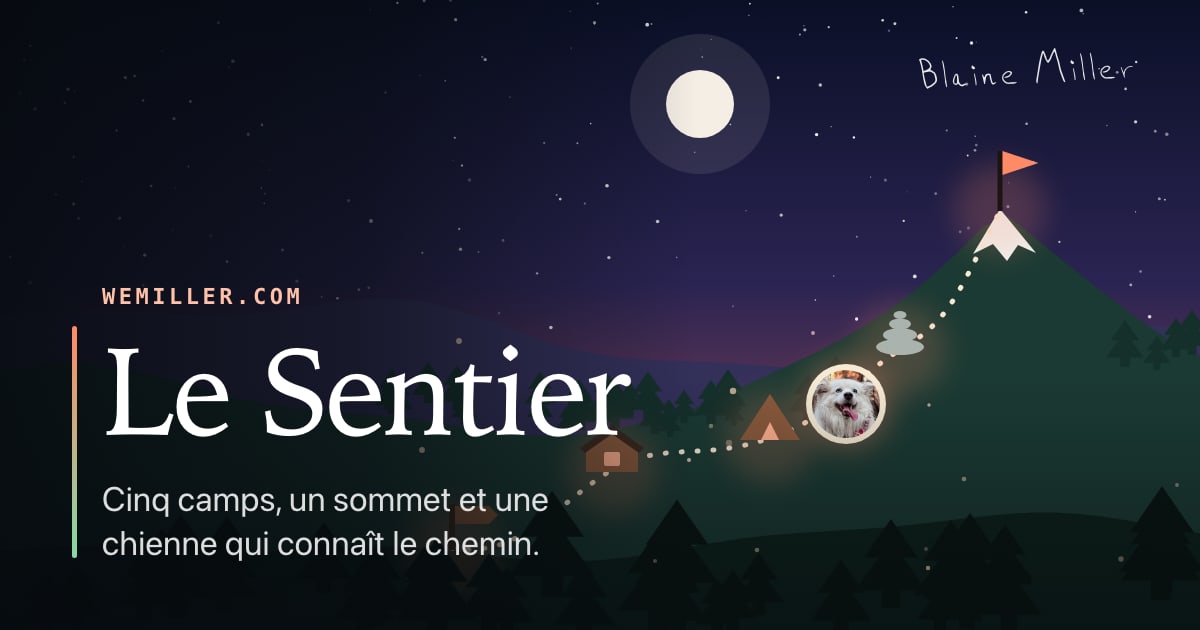 Blaine Miller
WEMILLER.COM
Le Sentier
Cinq camps, un sommet et une
chienne qui connaît le chemin.